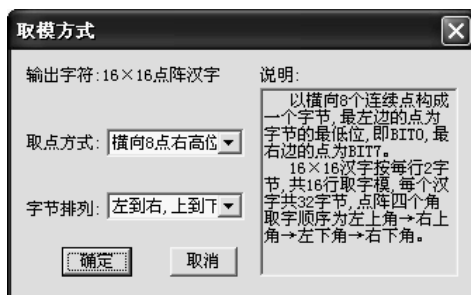 取模方式
输出字符:16×16点阵汉字
说明:
以横向8个连续点构成
一个字节,最左边的点为
字节的最低位,即BIT0,最
右边的点为BIT7。
16×16汉字按每行2字
节,共16行取字模,每个汉
字共32字节,点阵四个角
取字顺序为左上角→右上
角→左下角→右下角。
取点方式:
横向8点右高位
字节排列:
左到右,上到下
确定
取消